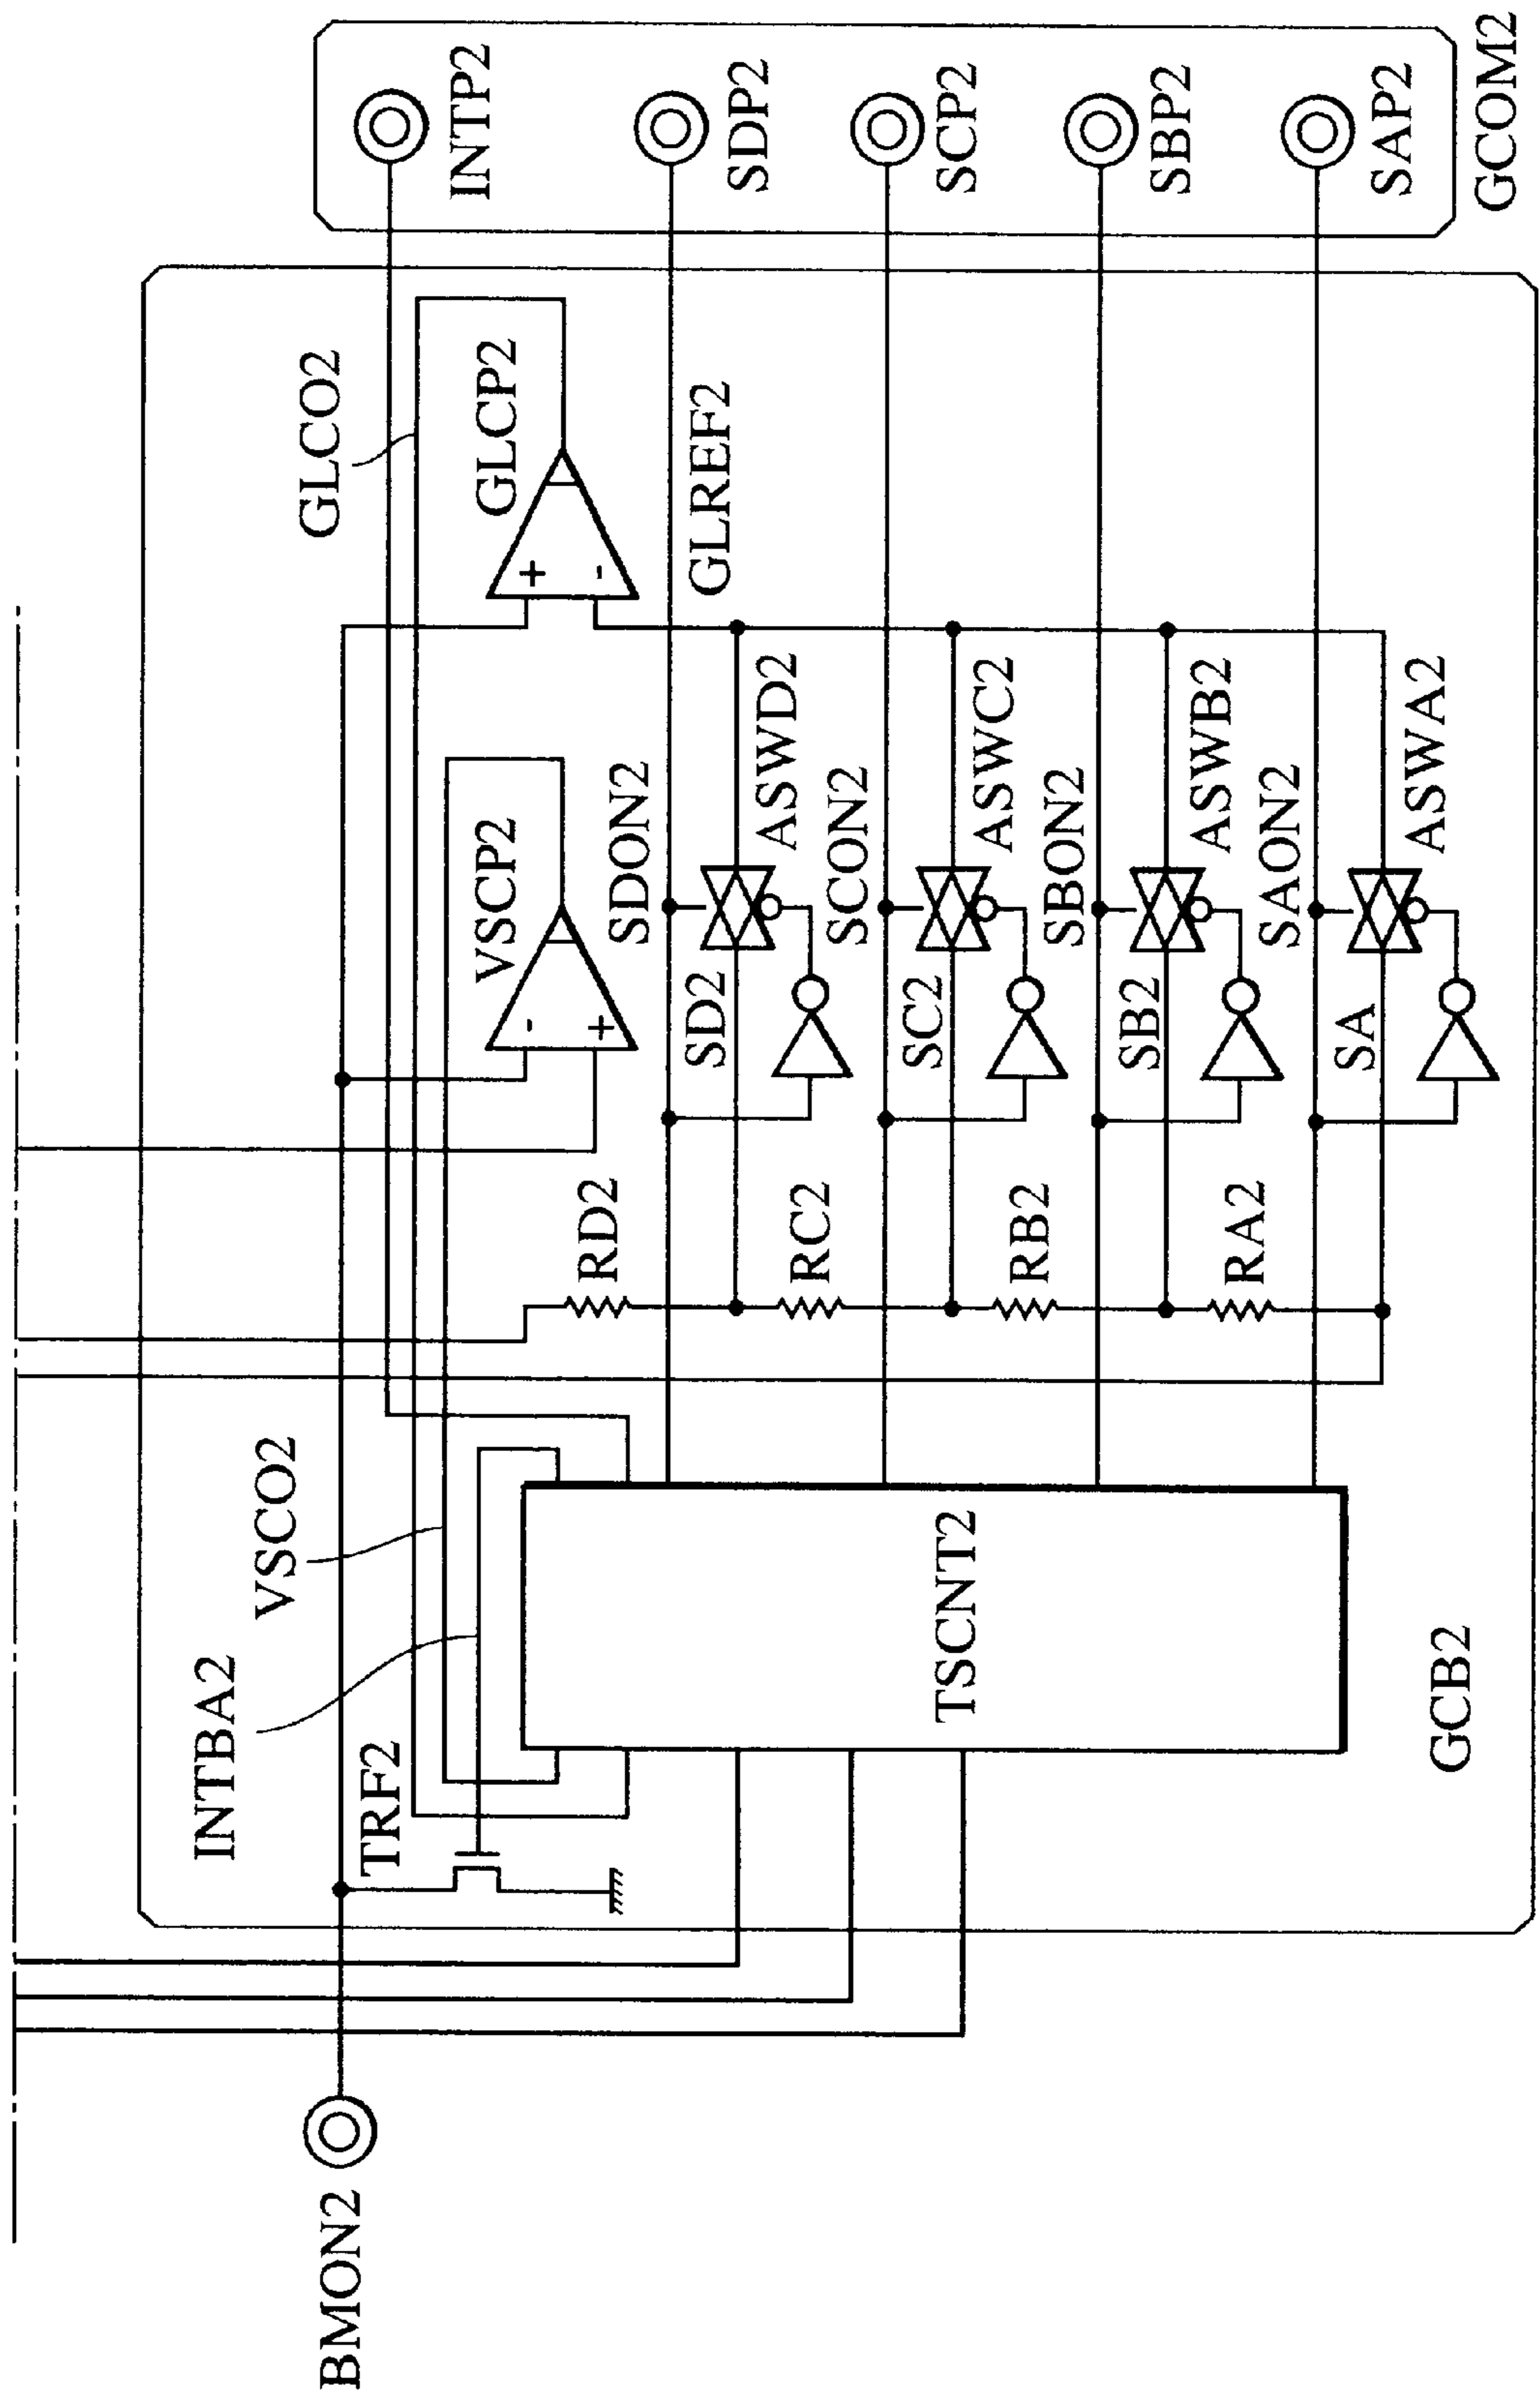 BMON2
INTBA2
VSCO2
GLCO2
TRF2
VSCP2
-
+
GLCP2
+
-
INTP2
RD2
SDON2
GLREF2
SDP2
SD2
ASWD2
RC2
SCON2
SCP2
SC2
ASWC2
TSCNT2
RB2
SBON2
SBP2
SB2
ASWB2
RA2
SAON2
SAP2
SA
ASWA2
GCB2
GCOM2